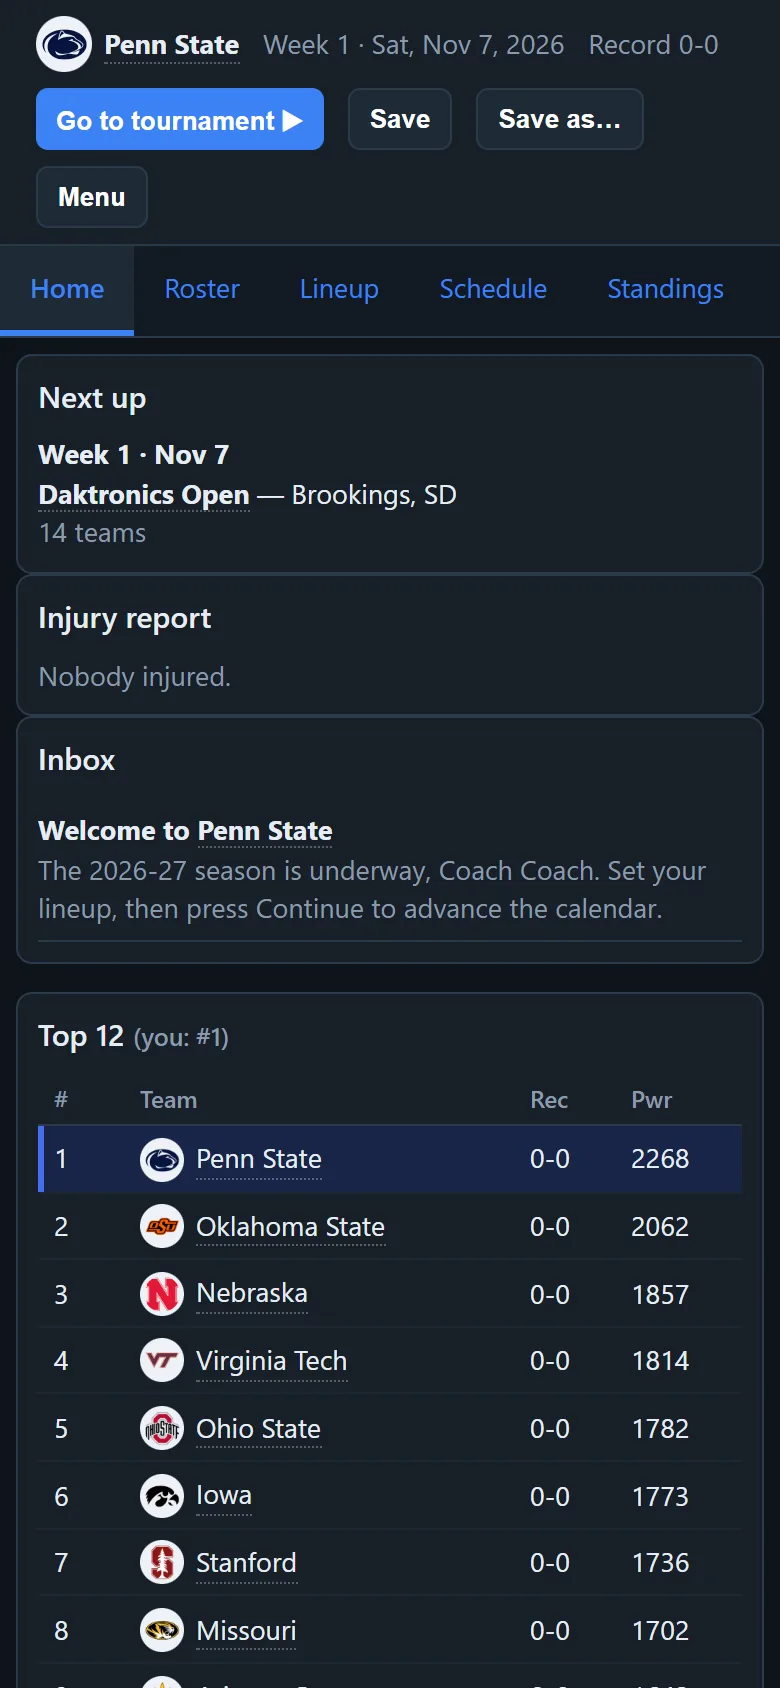 Penn State Week 1 · Sat, Nov 7, 2026 Record 0-0
Go to tournament ▶ Save Save as...
Menu
Home Roster Lineup Schedule Standings
Next up
Week 1 · Nov 7
Daktronics Open — Brookings, SD
14 teams
Injury report
Nobody injured.
Inbox
Welcome to Penn State
The 2026-27 season is underway, Coach Coach. Set your
lineup, then press Continue to advance the calendar.
Top 12 (you: #1)
# Team Rec Pwr
1 Penn State 0-0 2268
2 OSU Oklahoma State 0-0 2062
3 N Nebraska 0-0 1857
4 VT Virginia Tech 0-0 1814
5 OHIO STATE Ohio State 0-0 1782
6 Iowa 0-0 1773
7 S Stanford 0-0 1736
8 Missouri 0-0 1702